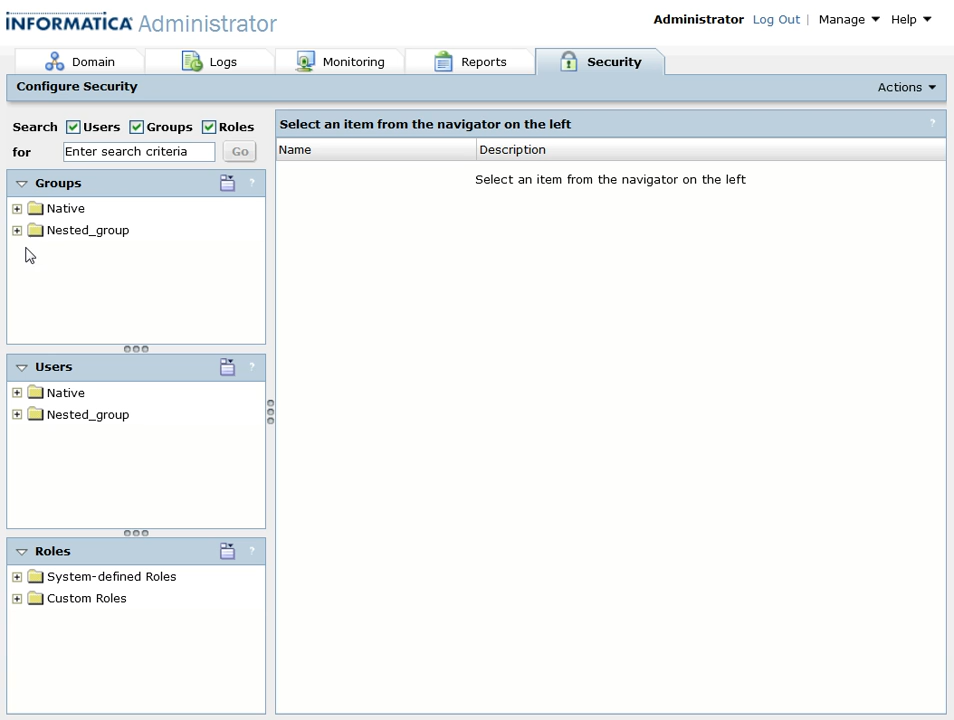 INFORMATICA Administrator
Administrator Log Out | Manage Help
Domain Logs Monitoring Reports Security
Configure Security Actions
Search Users Groups Roles
for Enter search criteria Go
Groups ?
Native
Nested_group
Users ?
Native
Nested_group
Roles ?
System-defined Roles
Custom Roles
Select an item from the navigator on the left ?
Name Description
Select an item from the navigator on the left